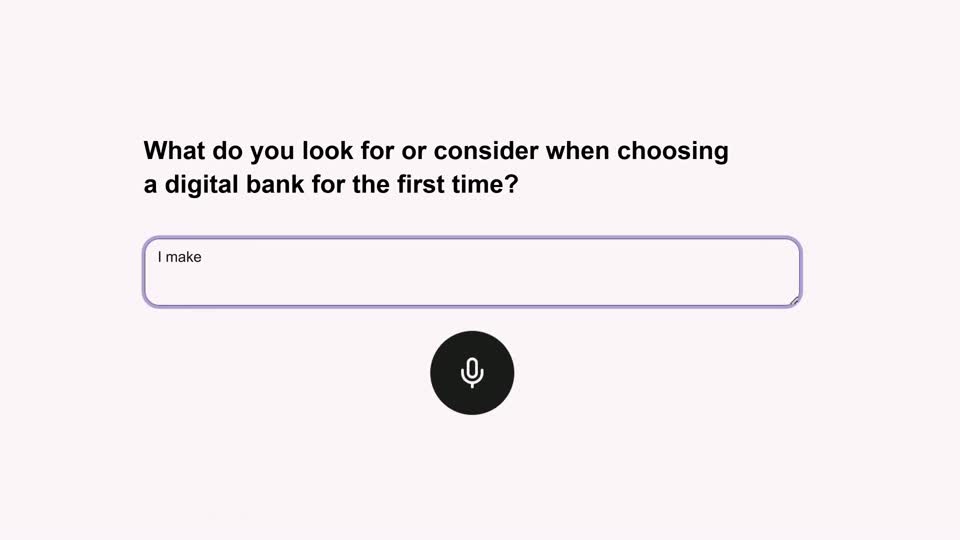 What do you look for or consider when choosing
a digital bank for the first time?
I make